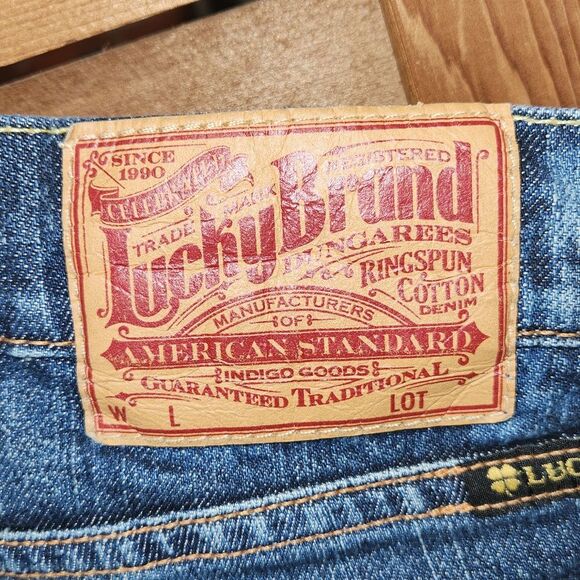 SINCE
1990
CELEBRATED
TRADE MARK REGISTERED
Lucky Brand
DUNGAREES
RINGSPUN
COTTON
DENIM
MANUFACTURERS
OF
AMERICAN STANDARD
INDIGO GOODS
GUARANTEED TRADITIONAL
W L LOT
LUC